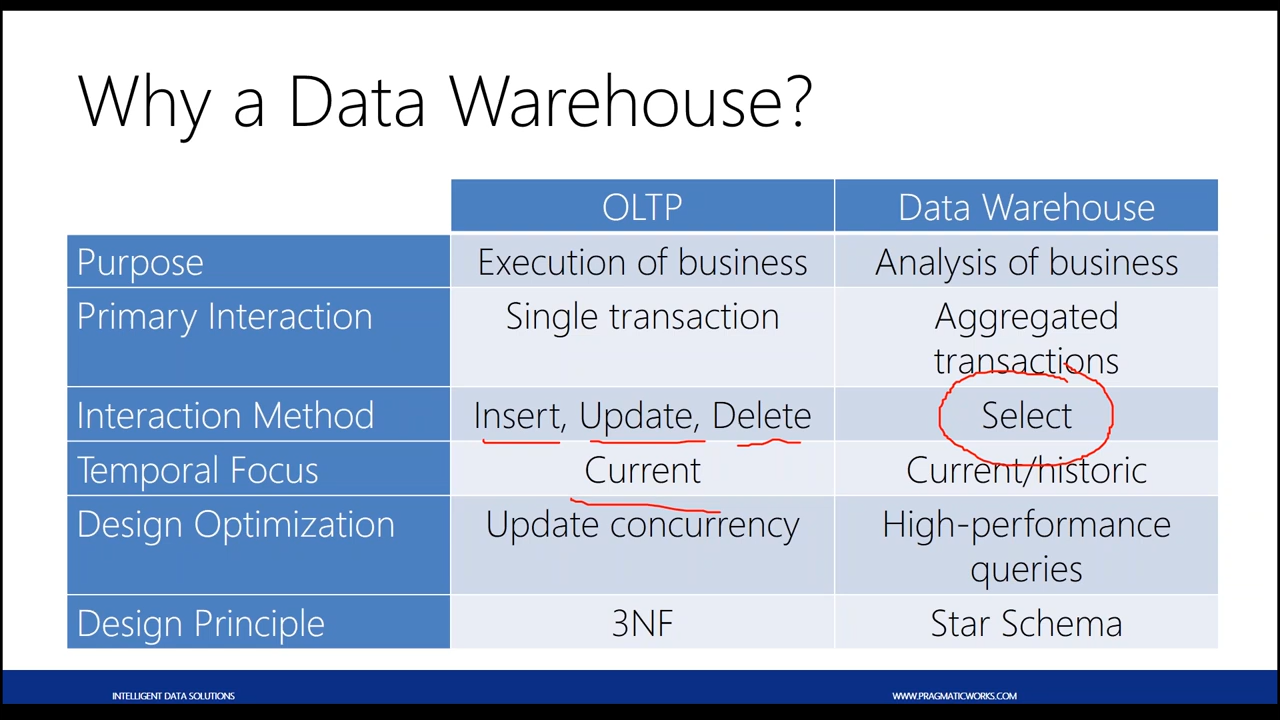 Why a Data Warehouse?
OLTP Data Warehouse
Purpose Execution of business Analysis of business
Primary Interaction Single transaction Aggregated
transactions
Interaction Method Insert, Update, Delete Select
Temporal Focus Current Current/historic
Design Optimization Update concurrency High-performance
queries
Design Principle 3NF Star Schema
INTELLIGENT DATA SOLUTIONS WWW.PRAGMATICWORKS.COM